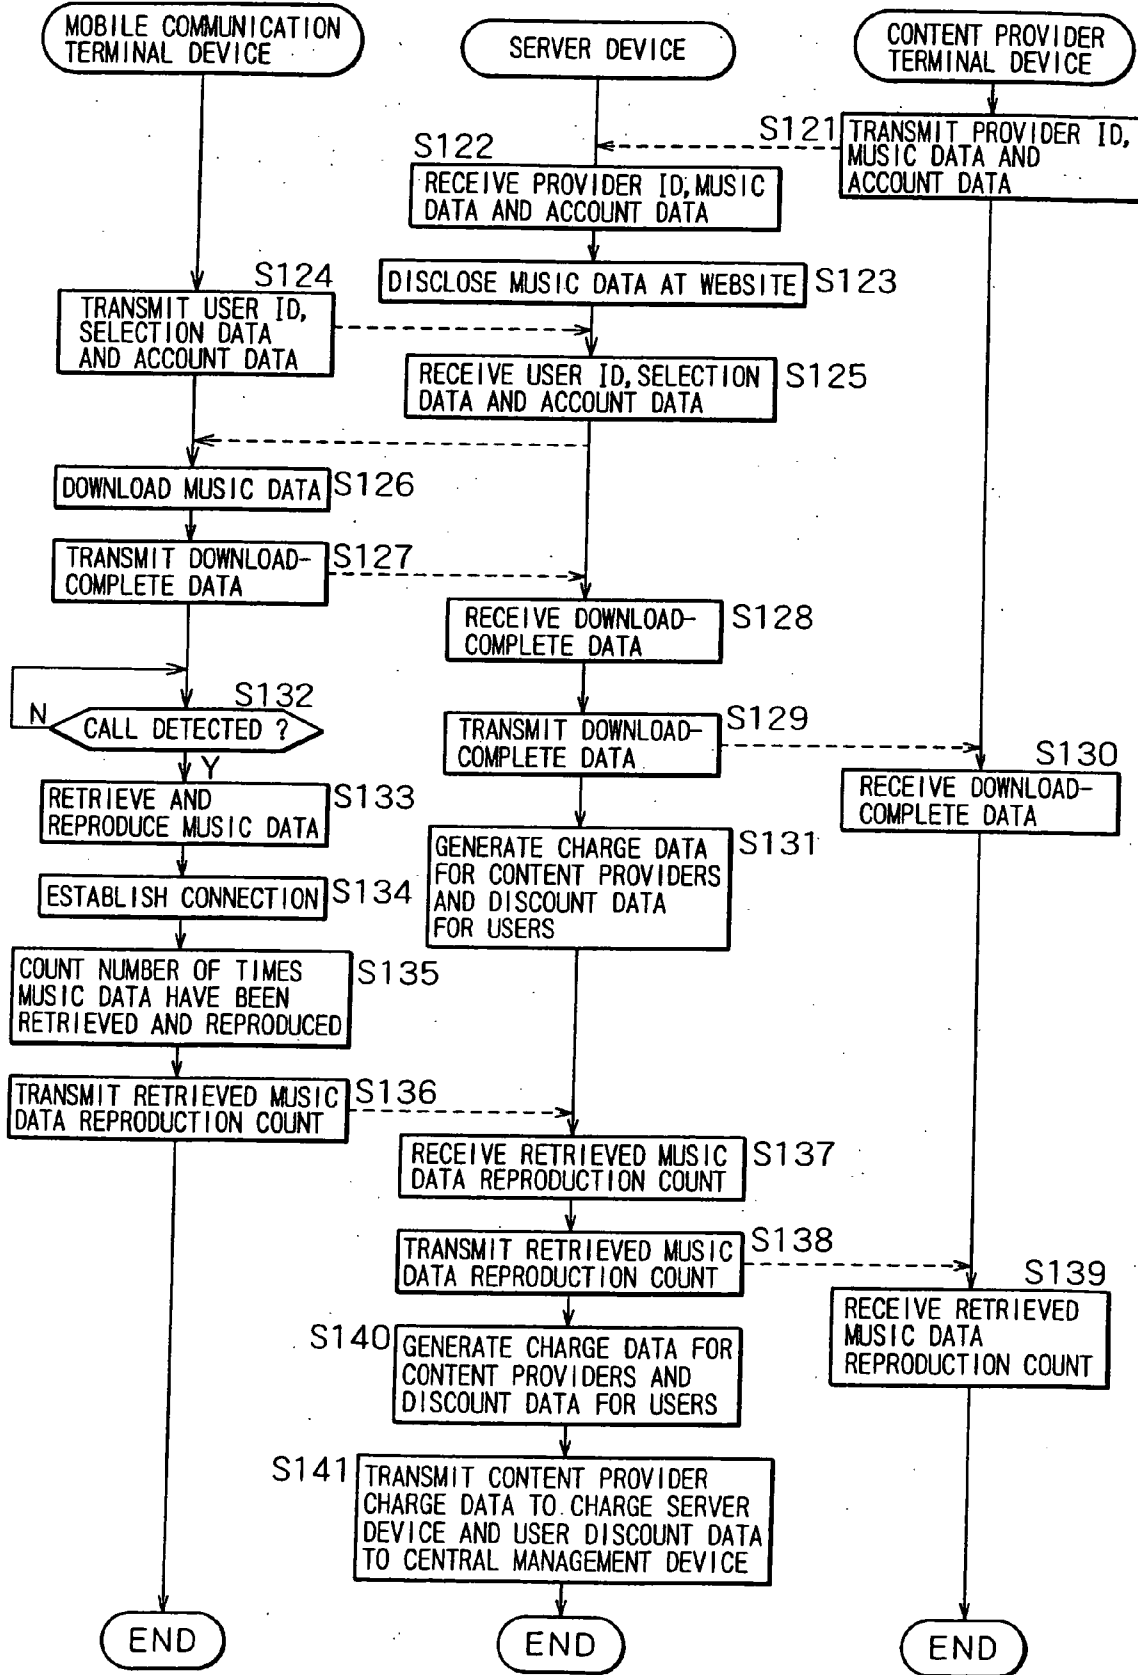 MOBILE COMMUNICATION
TERMINAL DEVICE
SERVER DEVICE
CONTENT PROVIDER
TERMINAL DEVICE
S121
TRANSMIT PROVIDER ID,
MUSIC DATA AND
ACCOUNT DATA
S122
RECEIVE PROVIDER ID, MUSIC
DATA AND ACCOUNT DATA
DISCLOSE MUSIC DATA AT WEBSITE
S123
S124
TRANSMIT USER ID,
SELECTION DATA
AND ACCOUNT DATA
RECEIVE USER ID, SELECTION
DATA AND ACCOUNT DATA
S125
DOWNLOAD MUSIC DATA
S126
TRANSMIT DOWNLOAD-
COMPLETE DATA
S127
RECEIVE DOWNLOAD-
COMPLETE DATA
S128
S132
N
CALL DETECTED ?
Y
TRANSMIT DOWNLOAD-
COMPLETE DATA
S129
S130
RECEIVE DOWNLOAD-
COMPLETE DATA
RETRIEVE AND
REPRODUCE MUSIC DATA
S133
GENERATE CHARGE DATA
FOR CONTENT PROVIDERS
AND DISCOUNT DATA
FOR USERS
S131
ESTABLISH CONNECTION
S134
COUNT NUMBER OF TIMES
MUSIC DATA HAVE BEEN
RETRIEVED AND REPRODUCED
S135
TRANSMIT RETRIEVED MUSIC
DATA REPRODUCTION COUNT
S136
RECEIVE RETRIEVED MUSIC
DATA REPRODUCTION COUNT
S137
TRANSMIT RETRIEVED MUSIC
DATA REPRODUCTION COUNT
S138
S139
RECEIVE RETRIEVED
MUSIC DATA
REPRODUCTION COUNT
S140
GENERATE CHARGE DATA FOR
CONTENT PROVIDERS AND
DISCOUNT DATA FOR USERS
S141
TRANSMIT CONTENT PROVIDER
CHARGE DATA TO CHARGE SERVER
DEVICE AND USER DISCOUNT DATA
TO CENTRAL MANAGEMENT DEVICE
END
END
END